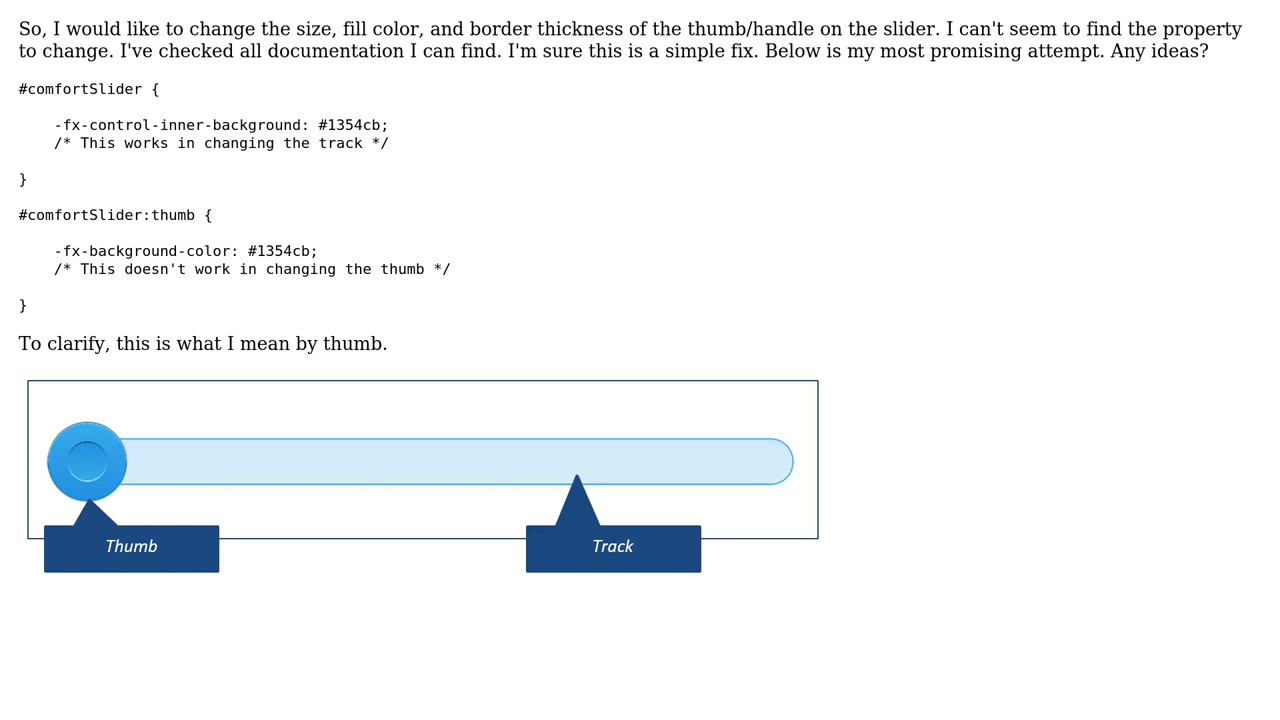 So, I would like to change the size, fill color, and border thickness of the thumb/handle on the slider. I can't seem to find the property
to change. I've checked all documentation I can find. I'm sure this is a simple fix. Below is my most promising attempt. Any ideas?
#comfortSlider {
-fx-control-inner-background: #1354cb;
/* This works in changing the track */
}
#comfortSlider:thumb {
-fx-background-color: #1354cb;
/* This doesn't work in changing the thumb */
}
To clarify, this is what I mean by thumb.
Thumb
Track